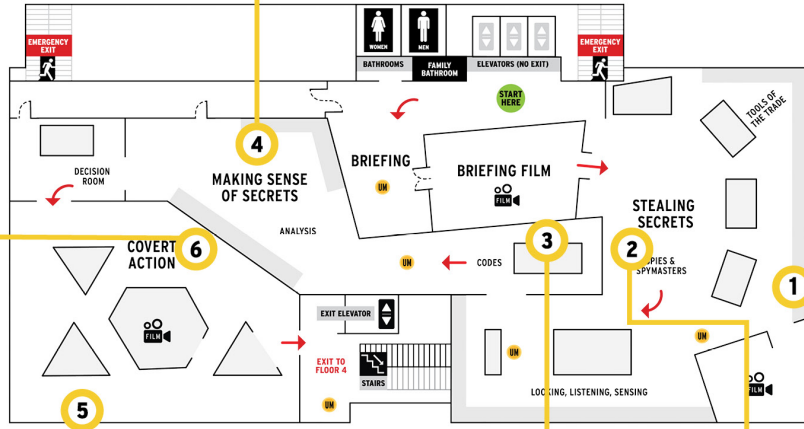 EMERGENCY
EXIT
WOMEN
MEN
BATHROOMS
FAMILY
BATHROOM
ELEVATORS (NO EXIT)
EMERGENCY
EXIT
START
HERE
TOOLS OF
THE TRADE
4
MAKING SENSE
OF SECRETS
ANALYSIS
BRIEFING
UM
BRIEFING FILM
FILM
DECISION
ROOM
STEALING
SECRETS
6
COVERT
ACTION
FILM
UM
CODES
3
2
SPIES &
SPYMASTERS
1
EXIT ELEVATOR
EXIT TO
FLOOR 4
STAIRS
UM
UM
UM
LOOKING, LISTENING, SENSING
FILM
5